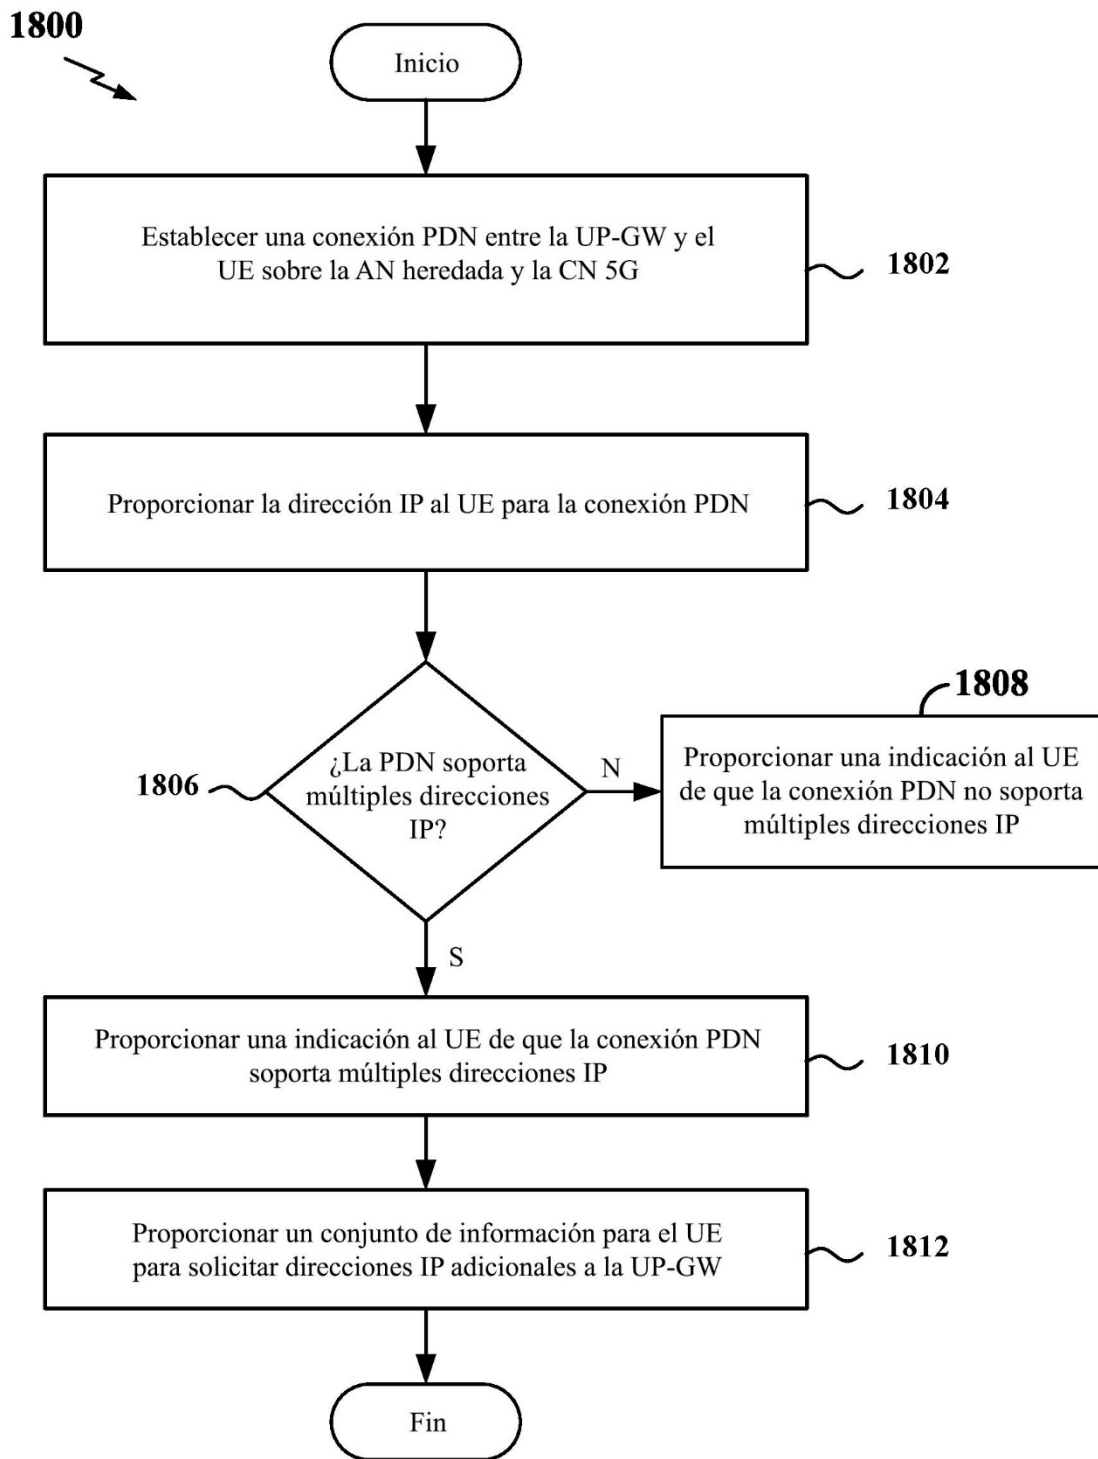 1800
Inicio
Establecer una conexión PDN entre la UP-GW y el
UE sobre la AN heredada y la CN 5G
1802
Proporcionar la dirección IP al UE para la conexión PDN
1804
¿La PDN soporta
múltiples direcciones
IP?
1806
N
1808
Proporcionar una indicación al UE
de que la conexión PDN no soporta
múltiples direcciones IP
S
Proporcionar una indicación al UE de que la conexión PDN
soporta múltiples direcciones IP
1810
Proporcionar un conjunto de información para el UE
para solicitar direcciones IP adicionales a la UP-GW
1812
Fin